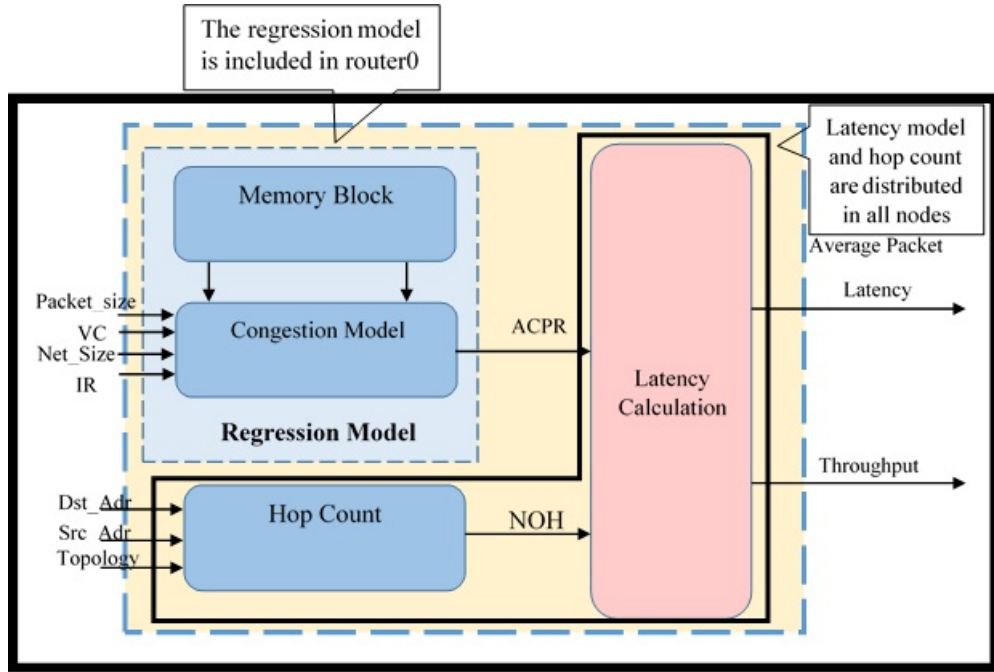 The regression model
is included in router0
Latency model
and hop count
are distributed
in all nodes
Memory Block
Average Packet
Packet_size
VC
Net_Size
IR
Congestion Model
ACPR
Latency
Latency
Calculation
Regression Model
Throughput
Dst_Adr
Src_Adr
Topology
Hop Count
NOH